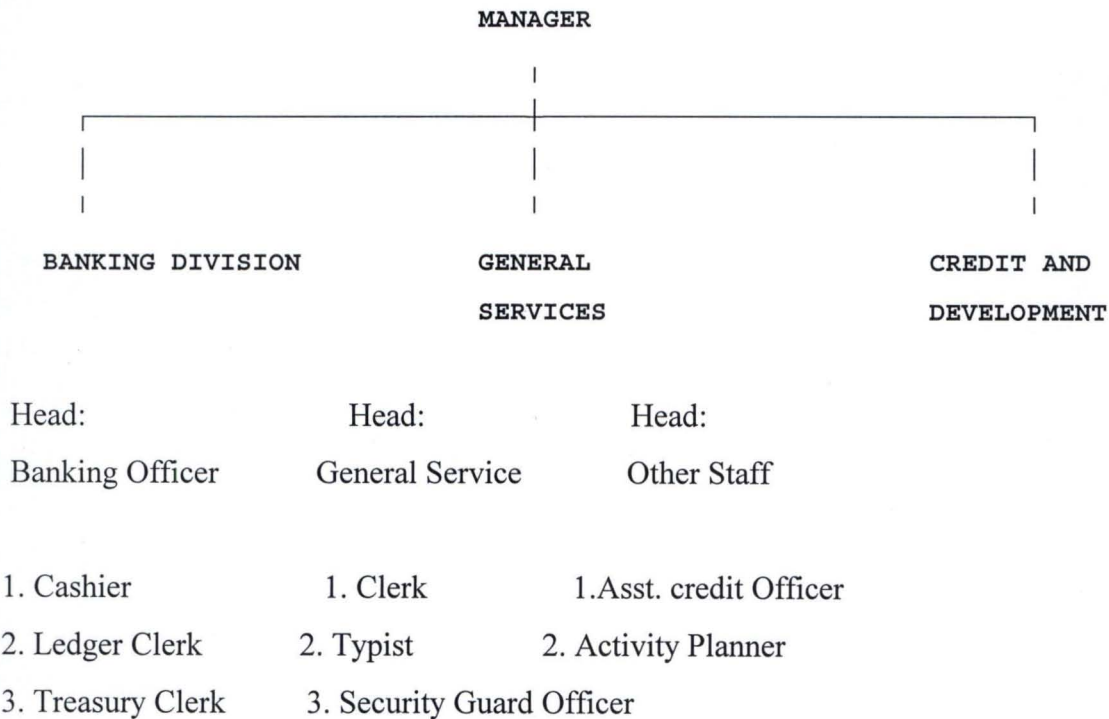 MANAGER
BANKING DIVISION GENERAL CREDIT AND
SERVICES DEVELOPMENT
Head: Head: Head:
Banking Officer General Service Other Staff
1. Cashier 1. Clerk 1.Asst. credit Officer
2. Ledger Clerk 2. Typist 2. Activity Planner
3. Treasury Clerk 3. Security Guard Officer